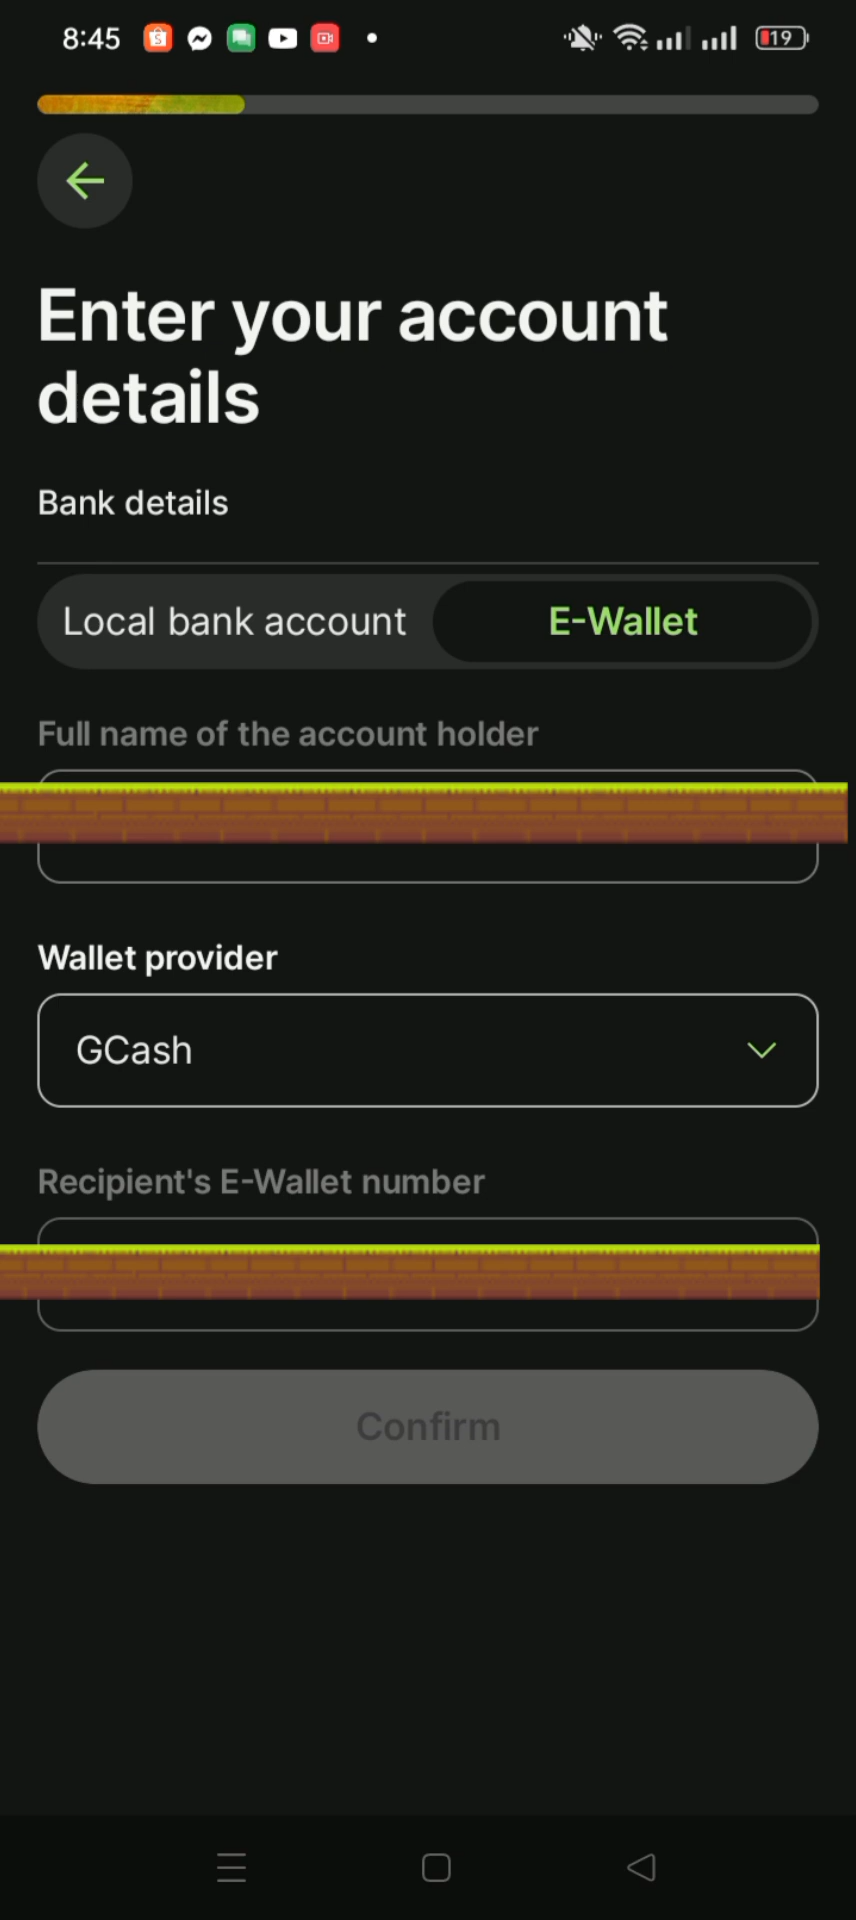 8:45
19
Enter your account
details
Bank details
Local bank account
E-Wallet
Full name of the account holder
Wallet provider
GCash
Recipient's E-Wallet number
Confirm